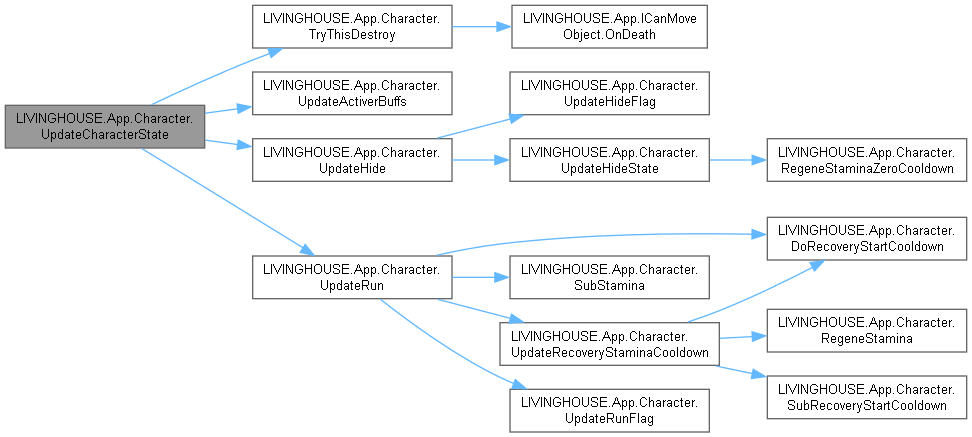 LIVINGHOUSE.App.Character.
UpdateCharacterState
LIVINGHOUSE.App.Character.
TryThisDestroy
LIVINGHOUSE.App.ICanMove
Object.OnDeath
LIVINGHOUSE.App.Character.
UpdateActiverBuffs
LIVINGHOUSE.App.Character.
UpdateHide
LIVINGHOUSE.App.Character.
UpdateHideFlag
LIVINGHOUSE.App.Character.
UpdateHideState
LIVINGHOUSE.App.Character.
RegeneStaminaZeroCooldown
LIVINGHOUSE.App.Character.
UpdateRun
LIVINGHOUSE.App.Character.
DoRecoveryStartCooldown
LIVINGHOUSE.App.Character.
SubStamina
LIVINGHOUSE.App.Character.
UpdateRecoveryStaminaCooldown
LIVINGHOUSE.App.Character.
RegeneStamina
LIVINGHOUSE.App.Character.
SubRecoveryStartCooldown
LIVINGHOUSE.App.Character.
UpdateRunFlag